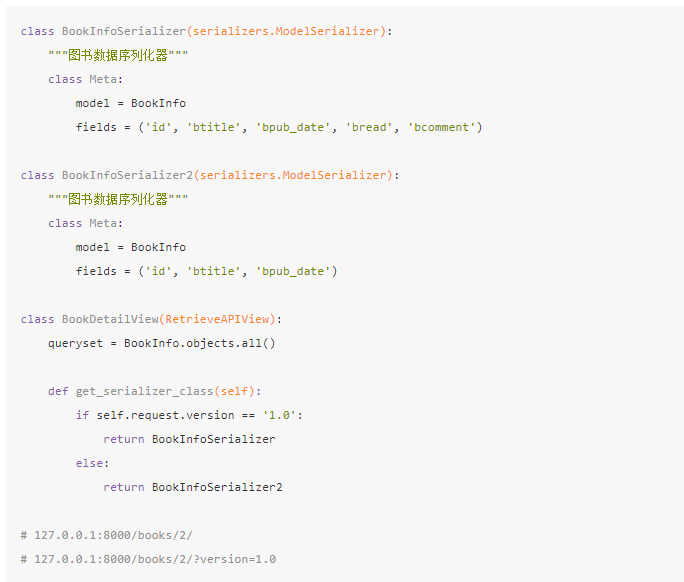 class BookInfoSerializer(serializers.ModelSerializer):
    """图书数据序列化器"""
    class Meta:
        model = BookInfo
        fields = ('id', 'btitle', 'bpub_date', 'bread', 'bcomment')

class BookInfoSerializer2(serializers.ModelSerializer):
    """图书数据序列化器"""
    class Meta:
        model = BookInfo
        fields = ('id', 'btitle', 'bpub_date')

class BookDetailView(RetrieveAPIView):
    queryset = BookInfo.objects.all()

    def get_serializer_class(self):
        if self.request.version == '1.0':
            return BookInfoSerializer
        else:
            return BookInfoSerializer2

# 127.0.0.1:8000/books/2/
# 127.0.0.1:8000/books/2/?version=1.0